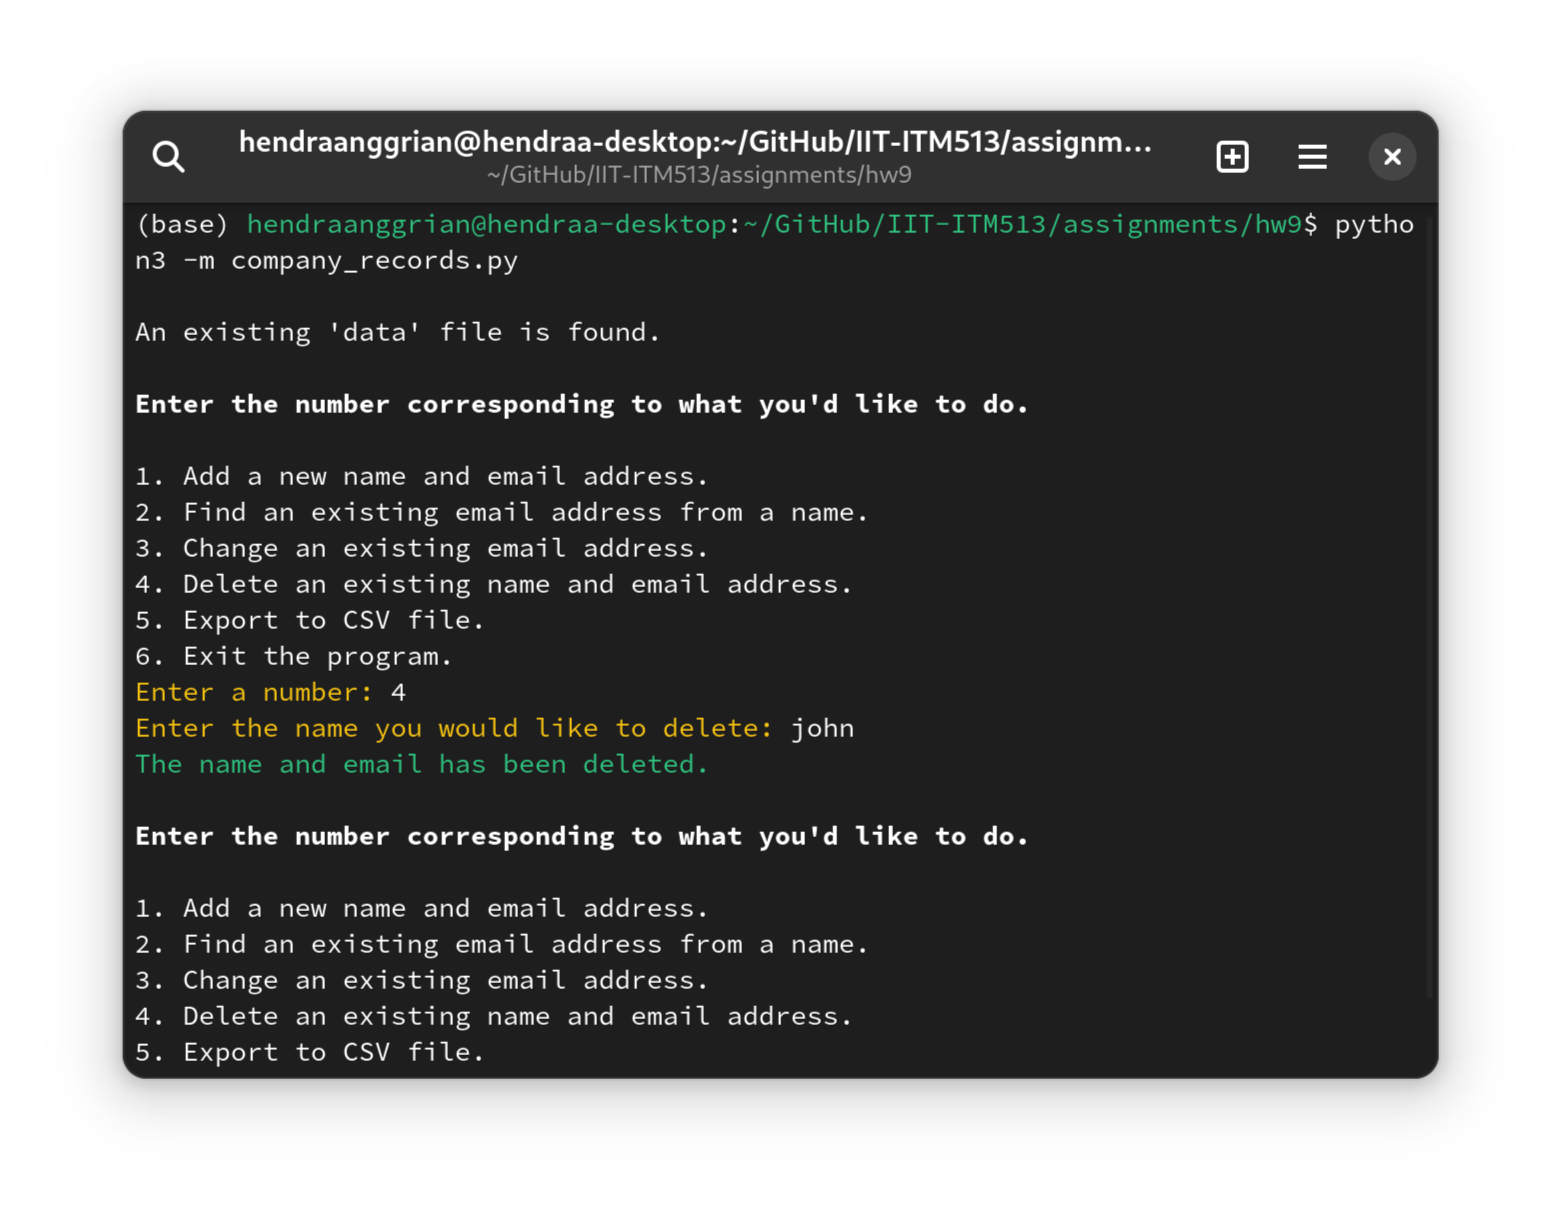 hendraanggrian@hendraa-desktop:~/GitHub/IIT-ITM513/assignm...
~/GitHub/IIT-ITM513/assignments/hw9
(base) hendraanggrian@hendraa-desktop:~/GitHub/IIT-ITM513/assignments/hw9$ pytho
n3 -m company_records.py
An existing 'data' file is found.
Enter the number corresponding to what you'd like to do.
1. Add a new name and email address.
2. Find an existing email address from a name.
3. Change an existing email address.
4. Delete an existing name and email address.
5. Export to CSV file.
6. Exit the program.
Enter a number: 4
Enter the name you would like to delete: john
The name and email has been deleted.
Enter the number corresponding to what you'd like to do.
1. Add a new name and email address.
2. Find an existing email address from a name.
3. Change an existing email address.
4. Delete an existing name and email address.
5. Export to CSV file.